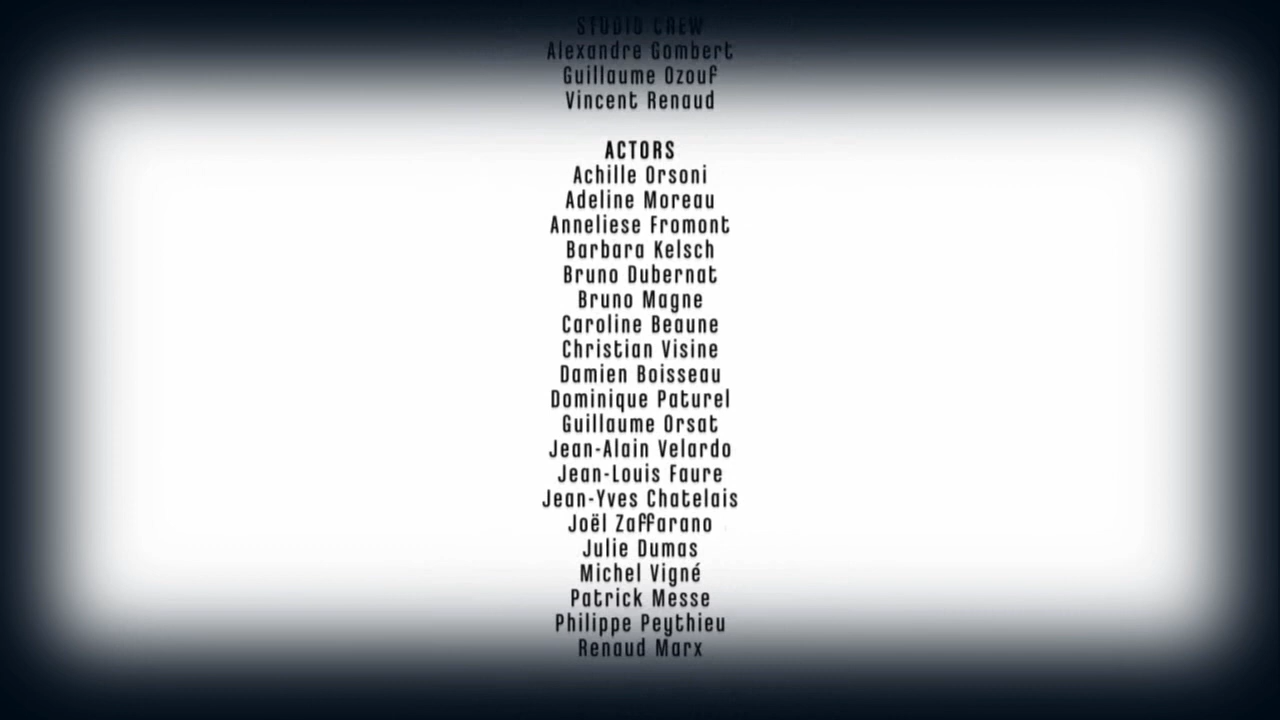 STUDIO CREW
Alexandre Gombert
Guillaume Ozouf
Vincent Renaud
ACTORS
Achille Orsoni
Adeline Moreau
Anneliese Fromont
Barbara Kelsch
Bruno Dubernat
Bruno Magne
Caroline Beaune
Christian Visine
Damien Boisseau
Dominique Paturel
Guillaume Orsat
Jean-Alain Velardo
Jean-Louis Faure
Jean-Yves Chatelais
Joël Zaffarano
Julie Dumas
Michel Vigné
Patrick Messe
Philippe Peythieu
Renaud Marx